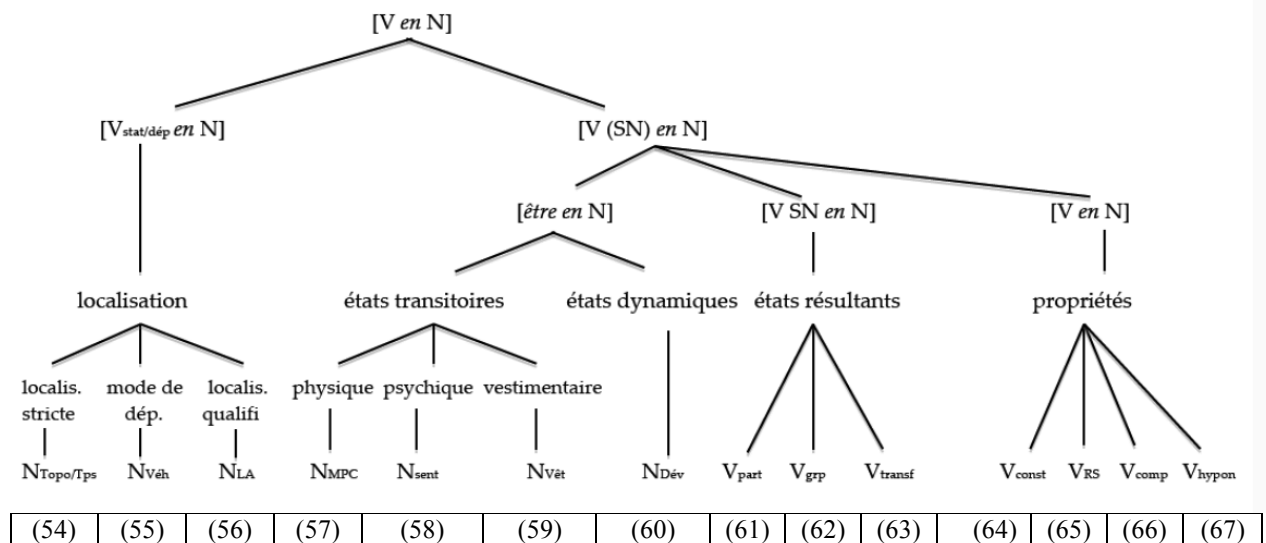 [V en N]
[Vstat/dép en N] [V (SN) en N]
[être en N] [V SN en N] [V en N]
localisation états transitoires états dynamiques états résultants propriétés
localis. mode de localis. physique psychique vestimentaire
stricte dép. qualifi
NTopo/Tps NVéh NLA NMPC Nsent NVêt NDév Vpart Vgrp Vtransf Vconst VRS Vcomp Vhypon
(54) (55) (56) (57) (58) (59) (60) (61) (62) (63) (64) (65) (66) (67)